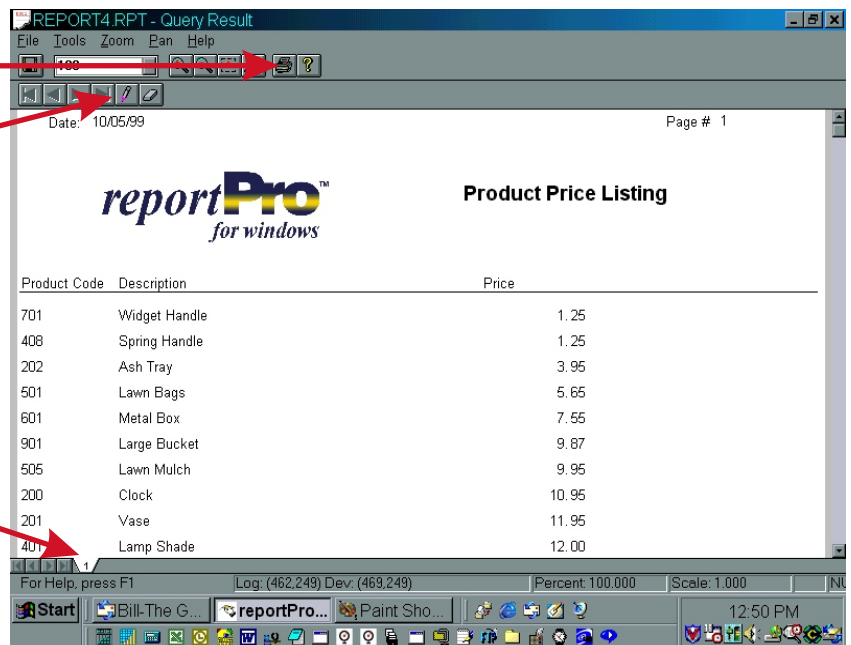 REPORT4.RPT - Query Result
File Tools Zoom Pan Help
100
Date: 10/05/99 Page # 1
reportPro™
for windows
Product Price Listing
Product Code Description Price
701 Widget Handle 1.25
408 Spring Handle 1.25
202 Ash Tray 3.95
501 Lawn Bags 5.65
601 Metal Box 7.55
901 Large Bucket 9.87
505 Lawn Mulch 9.95
200 Clock 10.95
201 Vase 11.95
401 Lamp Shade 12.00
1
For Help, press F1 Log: (462,249) Dev: (469,249) Percent: 100.000 Scale: 1.000 NU
Start Bill-The G... reportPro... Paint Sho... 12:50 PM